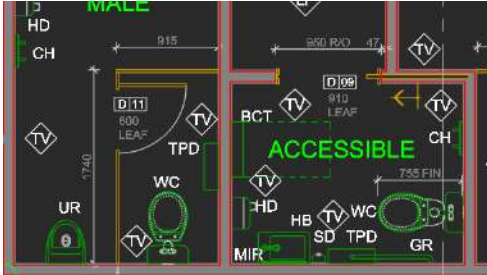 MALE
HD
CH
915
D 11
600
LEAF
TV
TV
TPD
1740
WC
UR
TV
950 R/O
47
TV
D 09
910
LEAF
TV
TV
BCT
CH
ACCESSIBLE
755 FIN
TV
HD
HB
TV
WC
SD
TPD
MIR
GR